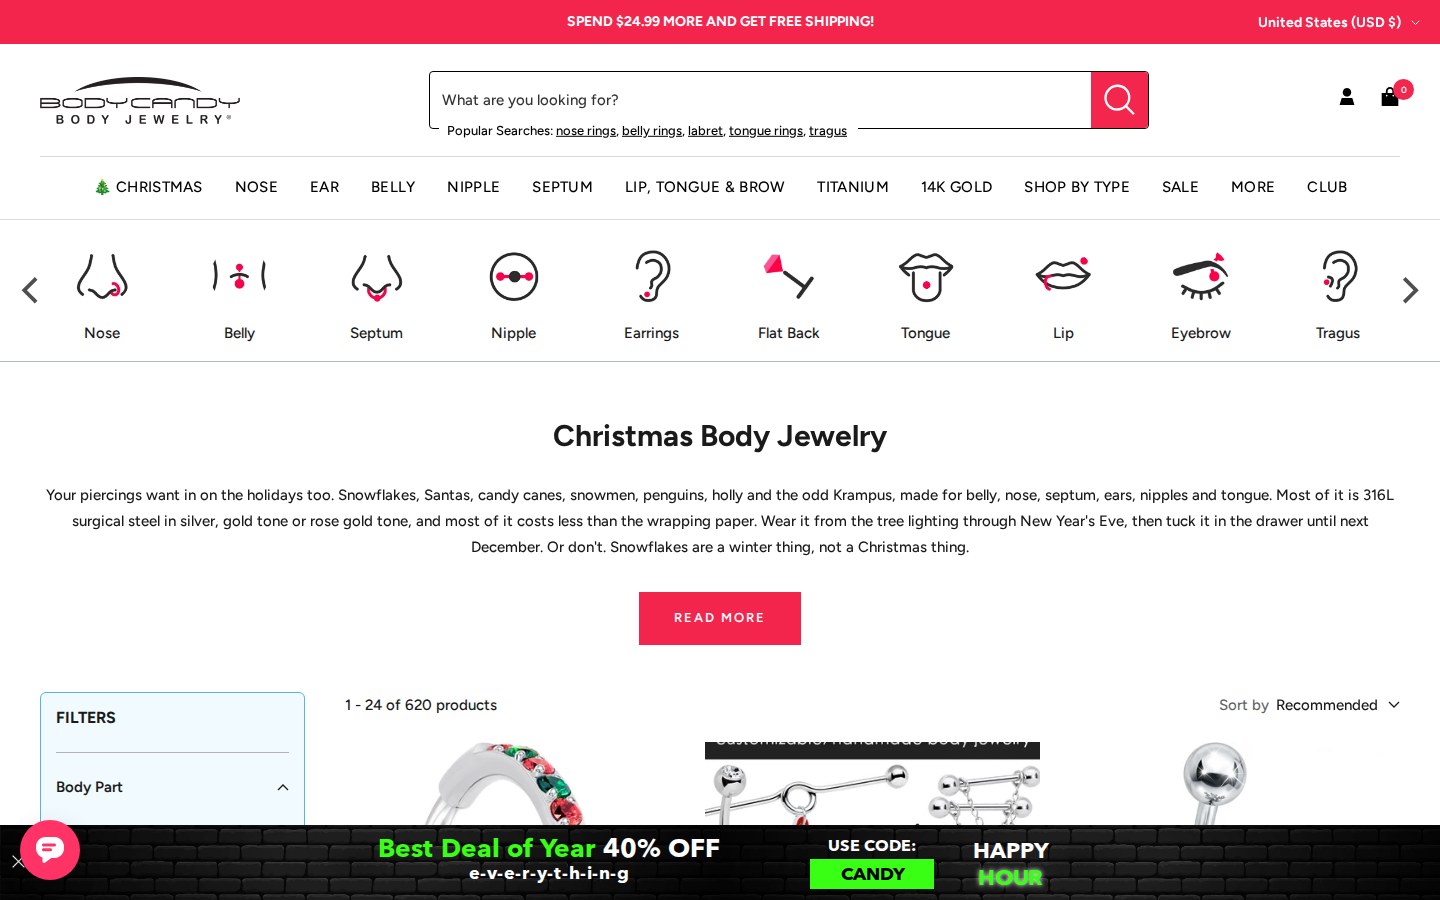 SPEND $24.99 MORE AND GET FREE SHIPPING!
United States (USD $)
BODYCANDY
BODY JEWELRY®
What are you looking for?
Popular Searches: nose rings, belly rings, labret, tongue rings, tragus
0
🎄 CHRISTMAS NOSE EAR BELLY NIPPLE SEPTUM LIP, TONGUE & BROW TITANIUM 14K GOLD SHOP BY TYPE SALE MORE CLUB
Nose Belly Septum Nipple Earrings Flat Back Tongue Lip Eyebrow Tragus
Christmas Body Jewelry
Your piercings want in on the holidays too. Snowflakes, Santas, candy canes, snowmen, penguins, holly and the odd Krampus, made for belly, nose, septum, ears, nipples and tongue. Most of it is 316L
surgical steel in silver, gold tone or rose gold tone, and most of it costs less than the wrapping paper. Wear it from the tree lighting through New Year's Eve, then tuck it in the drawer until next
December. Or don't. Snowflakes are a winter thing, not a Christmas thing.
READ MORE
FILTERS
Body Part
1 - 24 of 620 products
Sort by Recommended
customizable, handmade body jewelry
Best Deal of Year 40% OFF
e-v-e-r-y-t-h-i-n-g
USE CODE:
CANDY
HAPPY
HOUR